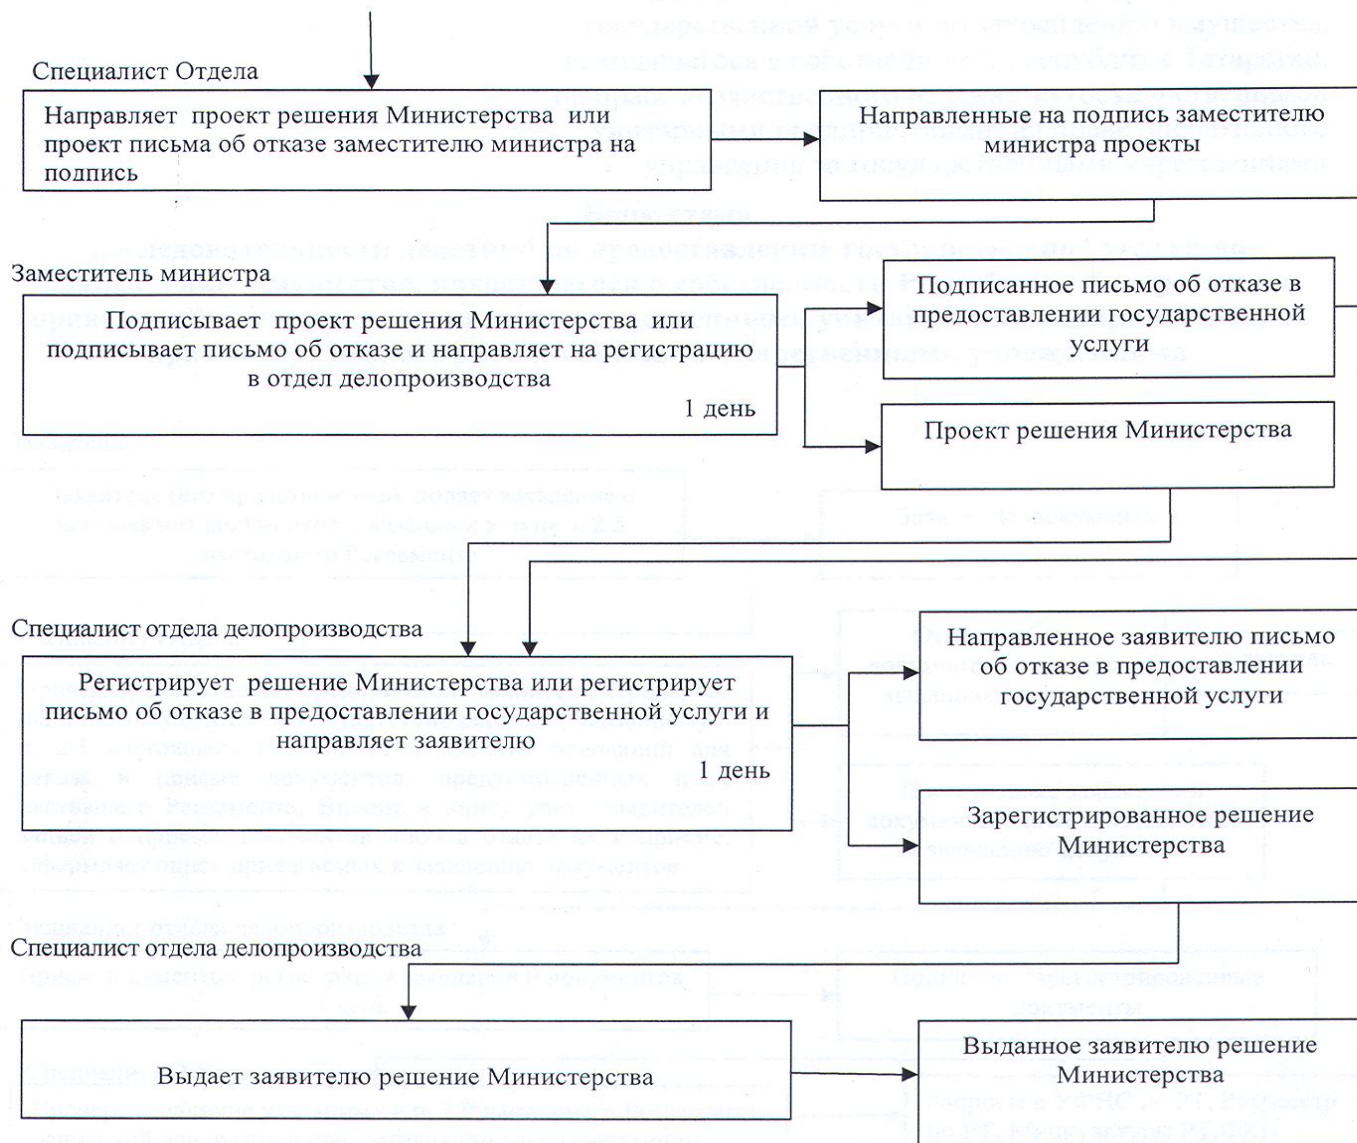 Специалист Отдела
Направляет проект решения Министерства или
проект письма об отказе заместителю министра на
подпись
Направленные на подпись заместителю
министра проекты
Заместитель министра
Подписывает проект решения Министерства или
подписывает письмо об отказе и направляет на регистрацию
в отдел делопроизводства
1 день
Подписанное письмо об отказе в
предоставлении государственной
услуги
Проект решения Министерства
Специалист отдела делопроизводства
Регистрирует решение Министерства или регистрирует
письмо об отказе в предоставлении государственной услуги и
направляет заявителю
1 день
Направленное заявителю письмо
об отказе в предоставлении
государственной услуги
Зарегистрированное решение
Министерства
Специалист отдела делопроизводства
Выдает заявителю решение Министерства
Выданное заявителю решение
Министерства